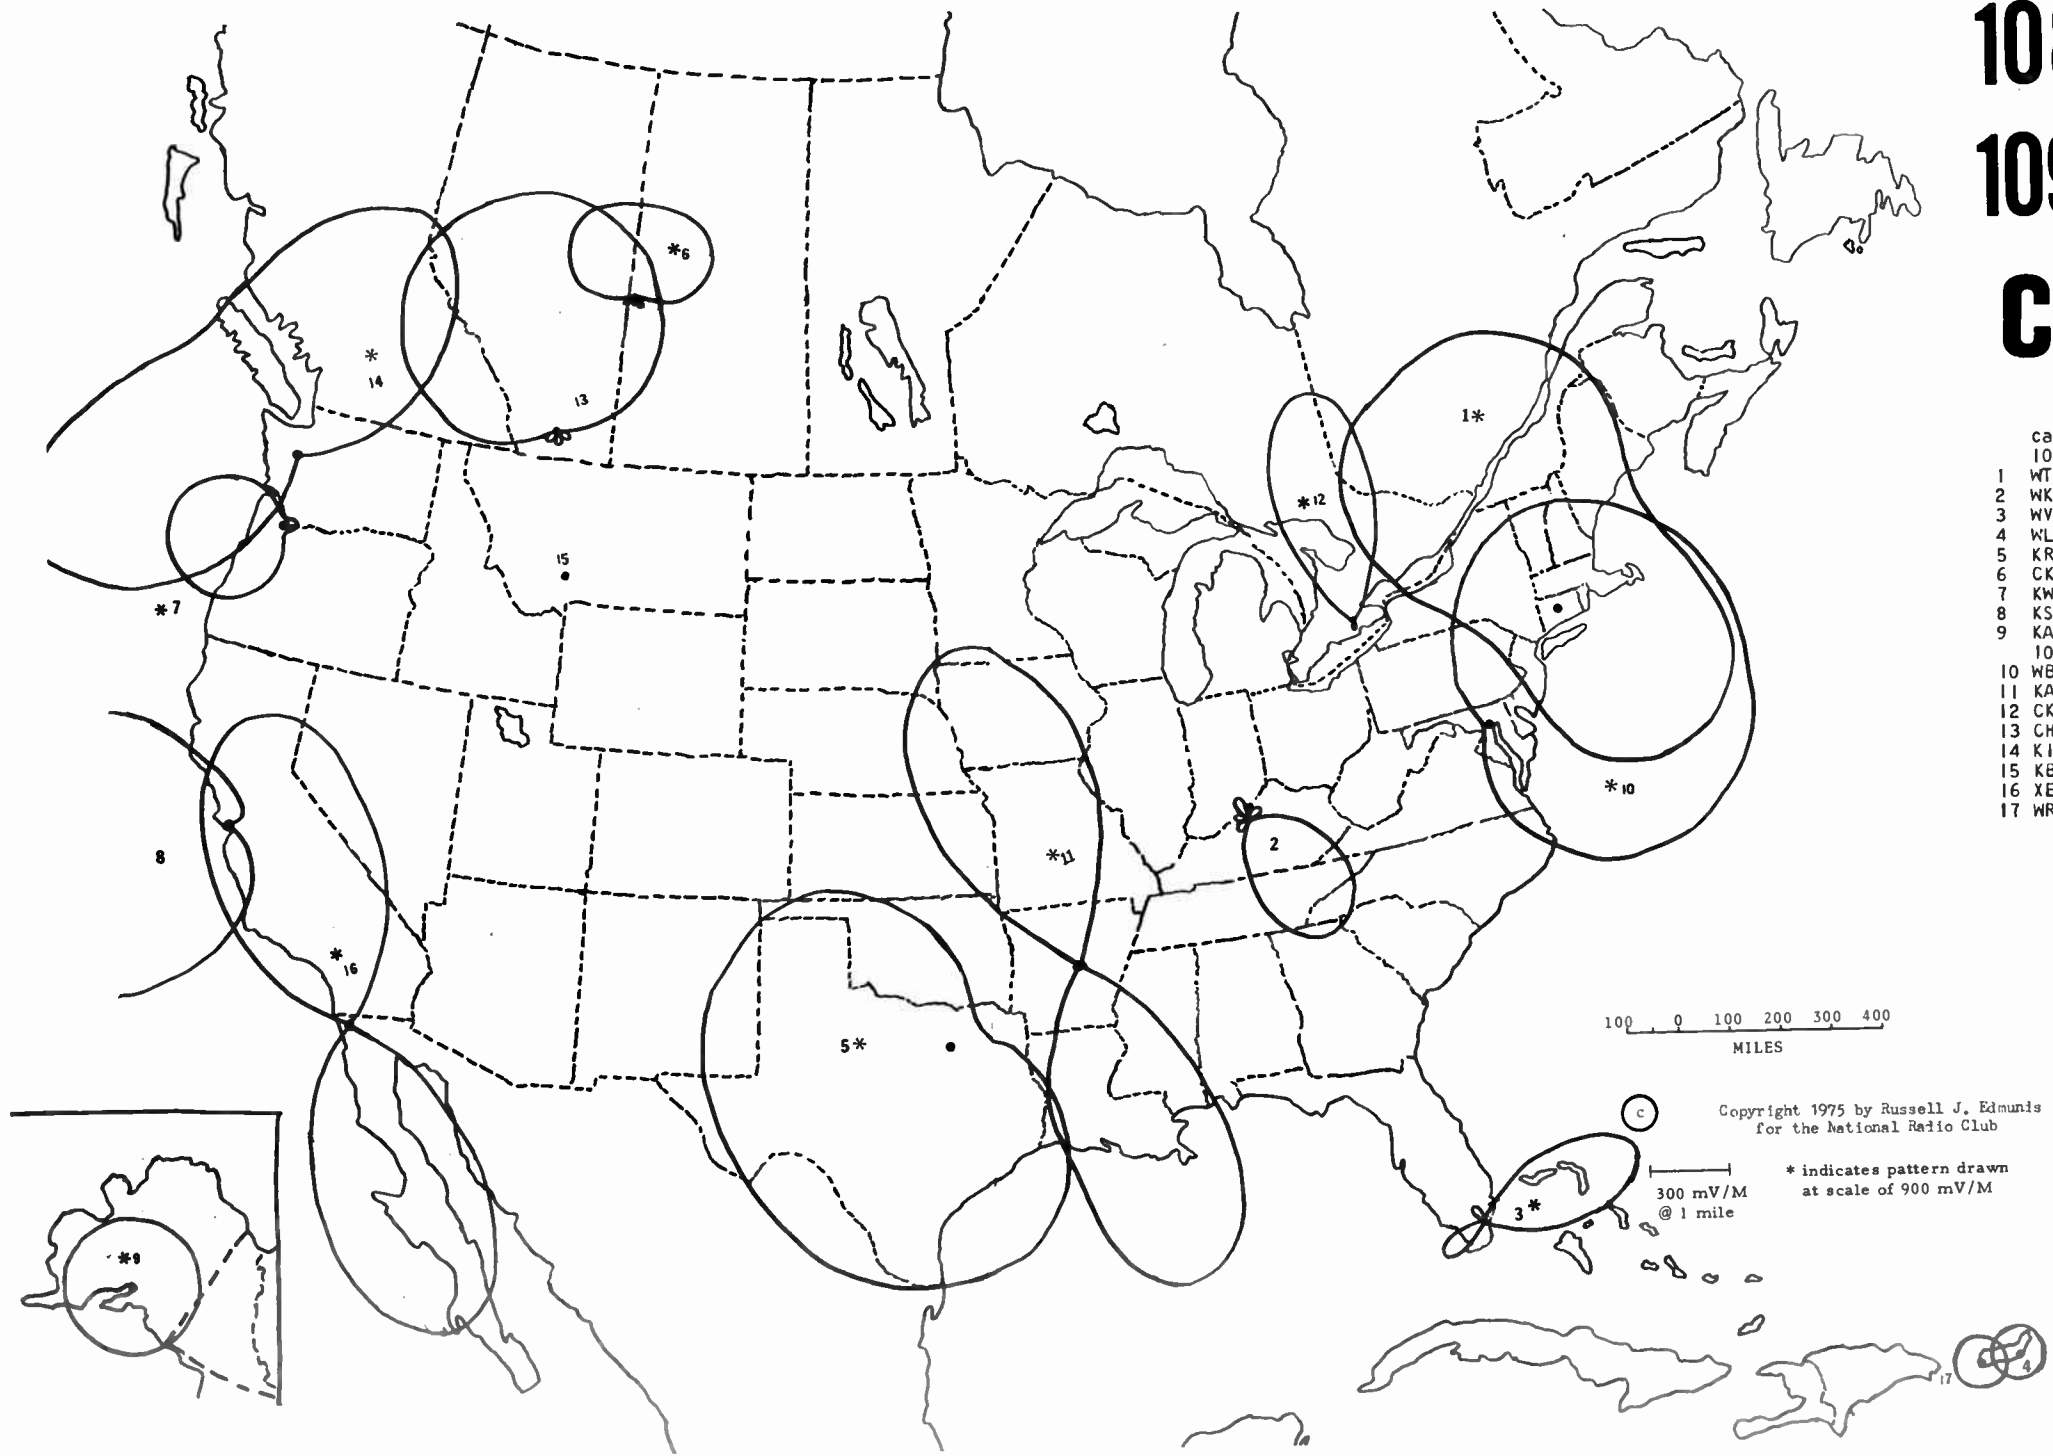 108
109
C
ca
10
1 WT
2 WK
3 WV
4 WL
5 KR
6 CK
7 KW
8 KS
9 KA
10
10 WB
11 KA
12 CK
13 CH
14 KI
15 KB
16 XE
17 WR
*6
*
14
13
1*
*12
15
*7
*10
2
8
*11
*
16
5*
100 0 100 200 300 400
MILES
c
Copyright 1975 by Russell J. Edmunds
for the National Radio Club
300 mV/M
@ 1 mile
* indicates pattern drawn
at scale of 900 mV/M
3*
*9
17
4